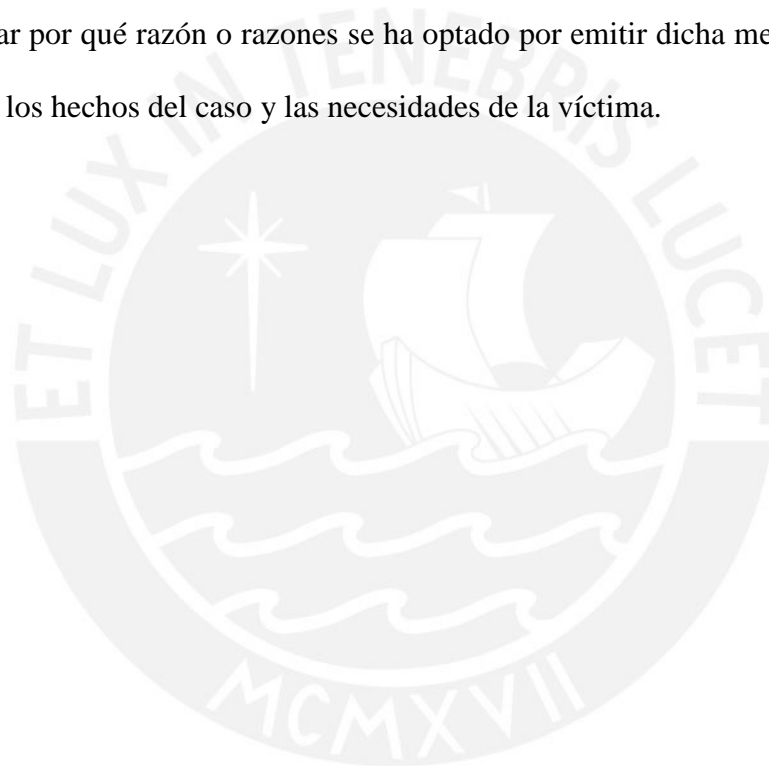 ar por qué razón o razones se ha optado por emitir dicha me
los hechos del caso y las necesidades de la víctima.
ET LUX IN TENEBRIS LUCET
MCMXVII